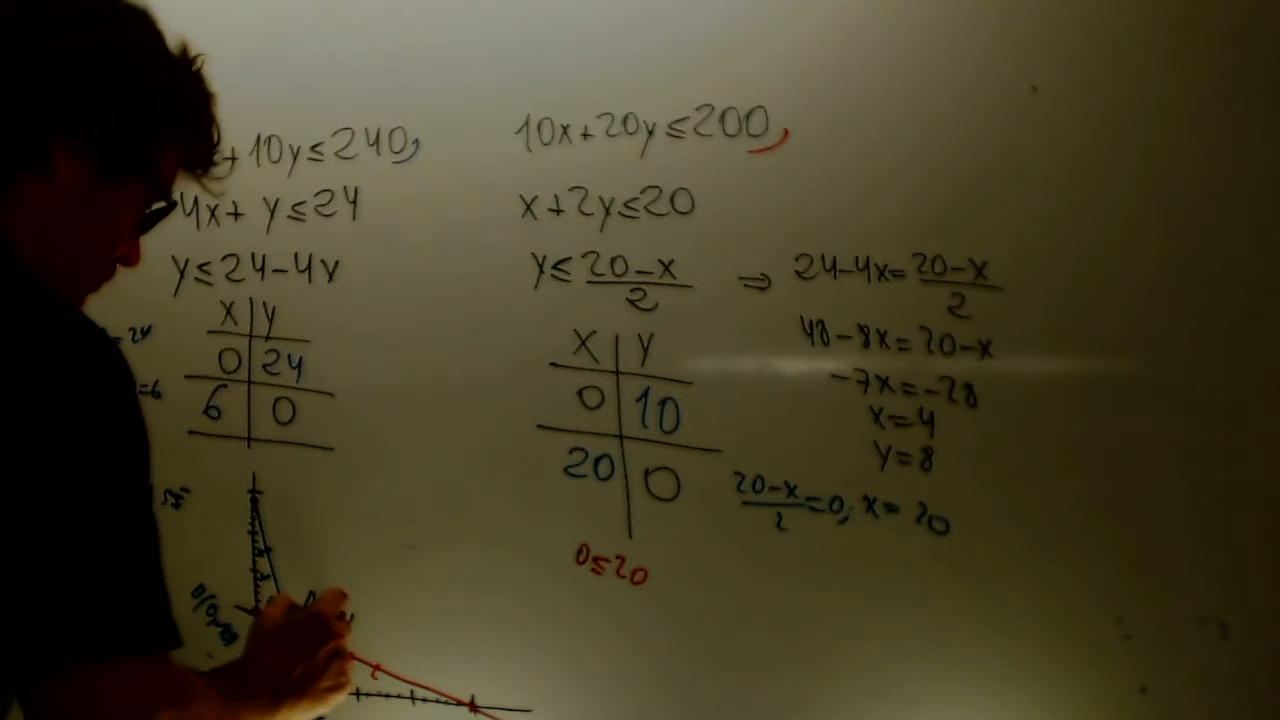 + 10y ≤ 240,
4x + y ≤ 24
y ≤ 24 - 4x
x | y
0 | 24
6 | 0
= 24
= 6
10x + 20y ≤ 200,
x + 2y ≤ 20
y ≤ (20 - x)/2 ⇒ 24 - 4x = (20 - x)/2
48 - 8x = 20 - x
-7x = -28
x = 4
y = 8
x | y
0 | 10
20 | 0
(20 - x)/2 = 0; x = 20
0 ≤ 20